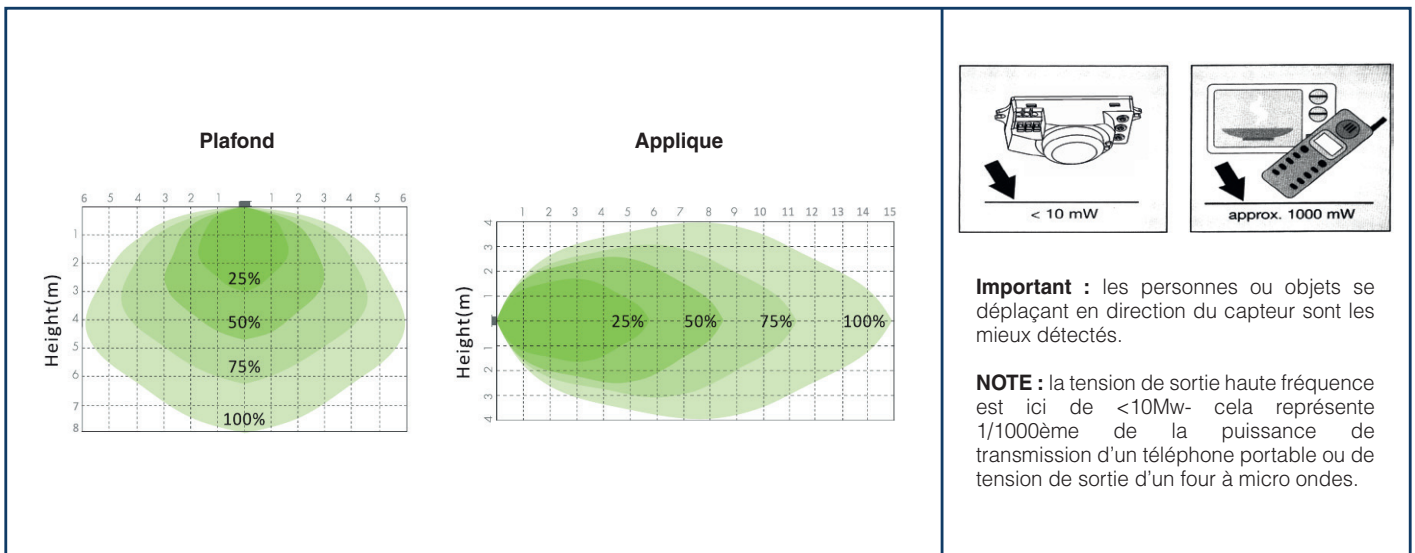 Plafond
Applique
6 5 4 3 2 1 1 2 3 4 5 6
1
2
3
4
5
6
7
8
Height(m)
25%
50%
75%
100%
1 2 3 4 5 6 7 8 9 10 11 12 13 14 15
4
3
2
1
1
2
3
4
Height(m)
25% 50% 75% 100%
< 10 mW
approx. 1000 mW
Important : les personnes ou objets se
déplaçant en direction du capteur sont les
mieux détectés.
NOTE : la tension de sortie haute fréquence
est ici de <10Mw- cela représente
1/1000ème de la puissance de
transmission d'un téléphone portable ou de
tension de sortie d'un four à micro ondes.